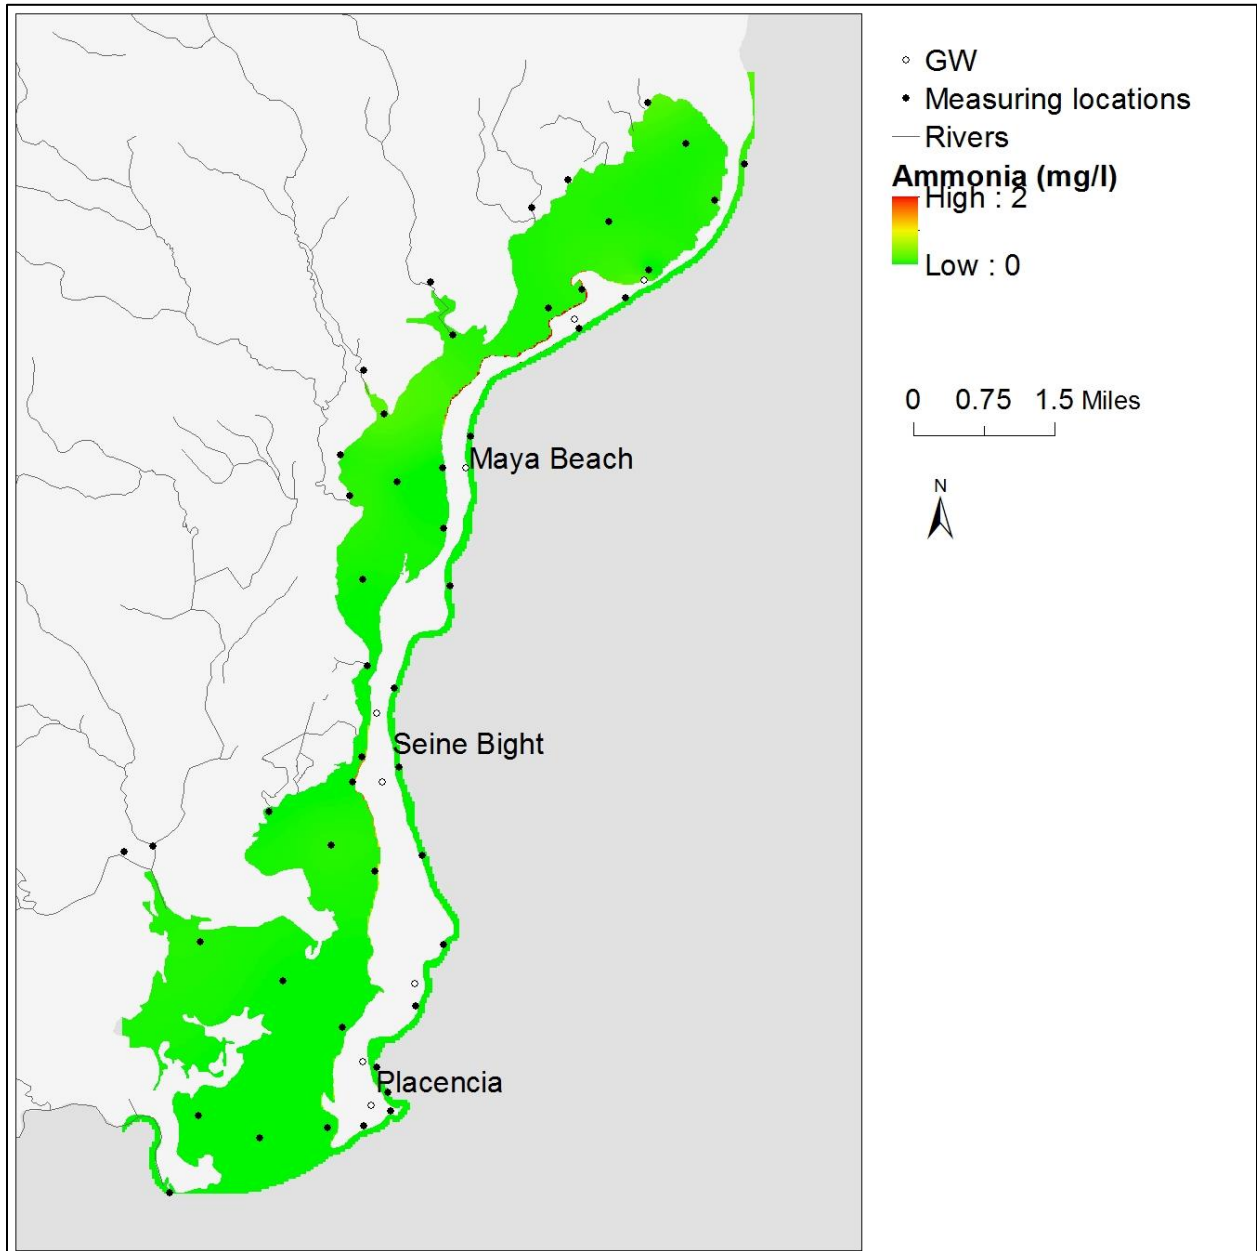 GW
Measuring locations
Rivers
Ammonia (mg/l)
High : 2
Low : 0
0 0.75 1.5 Miles
N
Maya Beach
Seine Bight
Placencia